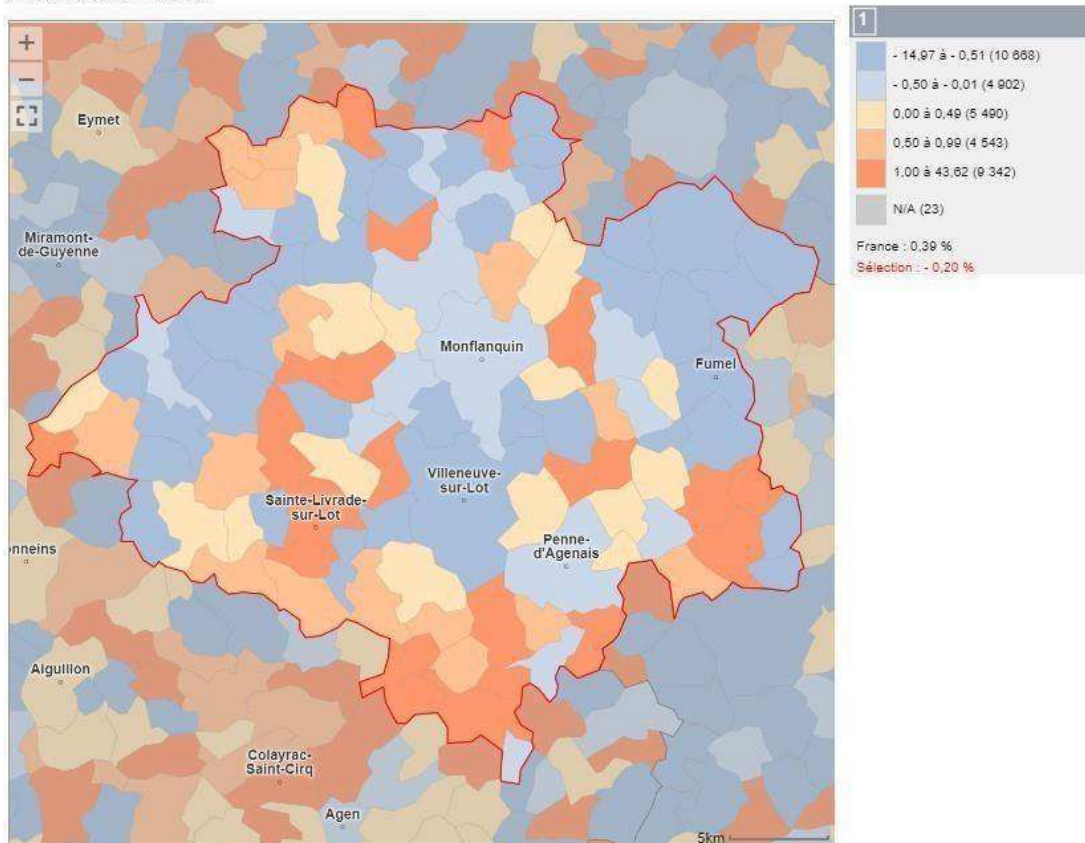 +
−
Eymet
Miramont-
de-Guyenne
Monflanquin
Fumel
Villeneuve-
sur-Lot
Sainte-Livrade-
sur-Lot
Penne-
d'Agenais
onneins
Aiguillon
Colayrac-
Saint-Cirq
Agen
5km
1
- 14,97 à - 0,51 (10 668)
- 0,50 à - 0,01 (4 902)
0,00 à 0,49 (5 490)
0,50 à 0,99 (4 543)
1,00 à 43,62 (9 342)
N/A (23)
France : 0,39 %
Sélection : - 0,20 %